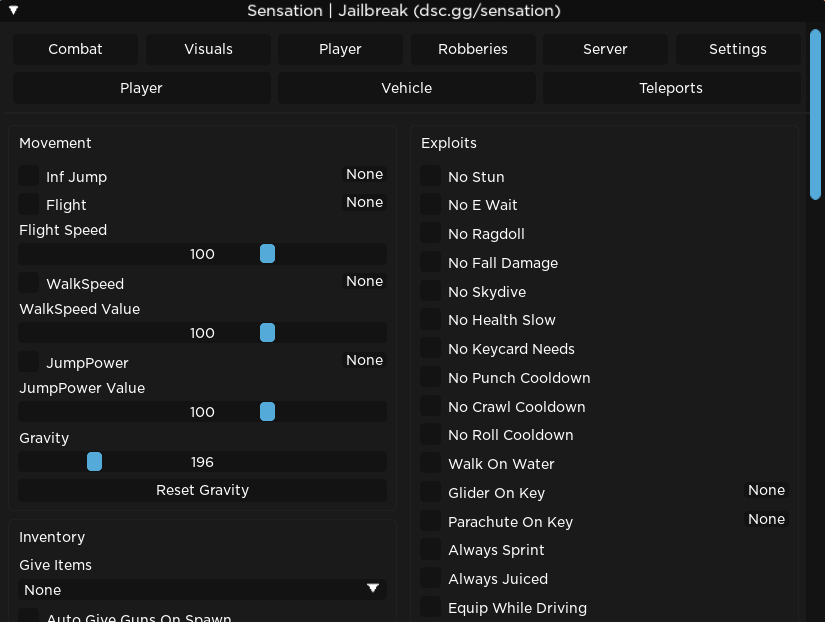 Sensation | Jailbreak (dsc.gg/sensation)
Combat Visuals Player Robberies Server Settings
Player Vehicle Teleports
Movement
Inf Jump None
Flight None
Flight Speed
100
WalkSpeed None
WalkSpeed Value
100
JumpPower None
JumpPower Value
100
Gravity
196
Reset Gravity
Inventory
Give Items
None
Auto Give Guns On Spawn
Exploits
No Stun
No E Wait
No Ragdoll
No Fall Damage
No Skydive
No Health Slow
No Keycard Needs
No Punch Cooldown
No Crawl Cooldown
No Roll Cooldown
Walk On Water
Glider On Key None
Parachute On Key None
Always Sprint
Always Juiced
Equip While Driving